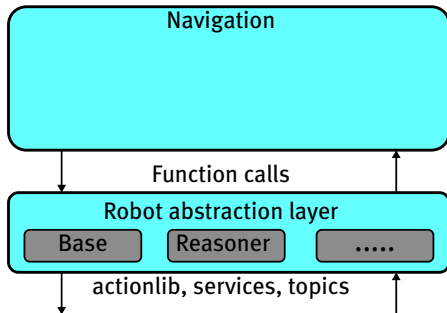 Navigation
Function calls
Robot abstraction layer
Base Reasoner .....
actionlib, services, topics